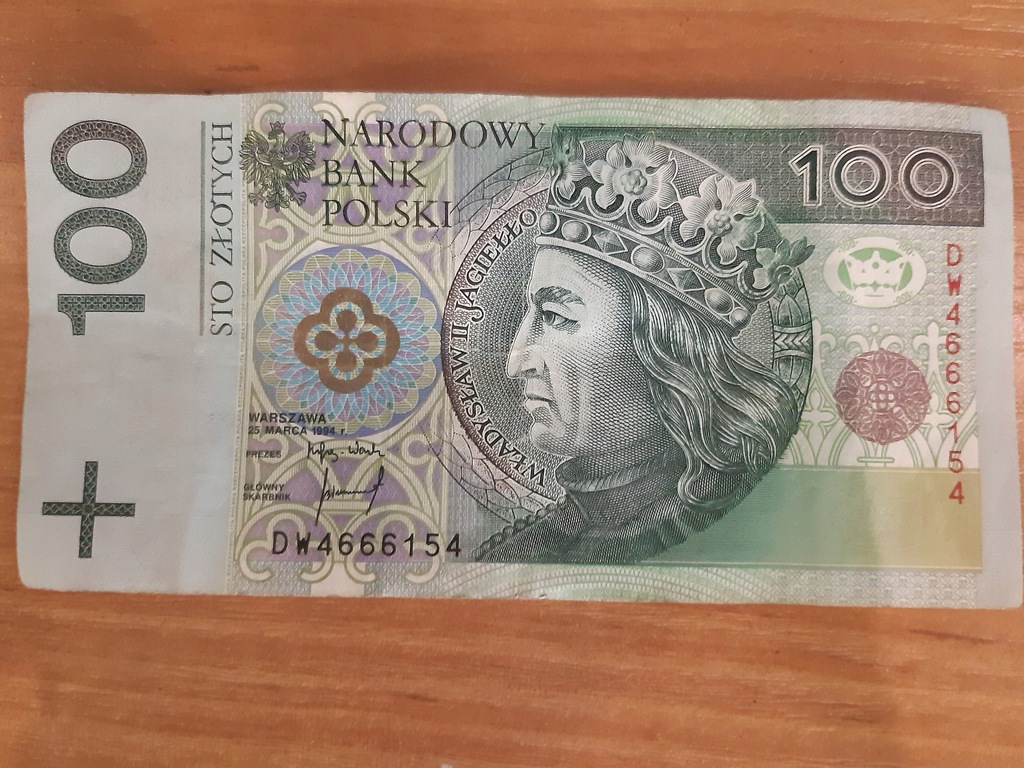 100
STO ZŁOTYCH
NARODOWY
BANK
POLSKI
WŁADYSŁAW II JAGIEŁŁO
100
DW4666154
WARSZAWA
25 MARCA 1994 r.
PREZES
GŁÓWNY
SKARBNIK
DW4666154